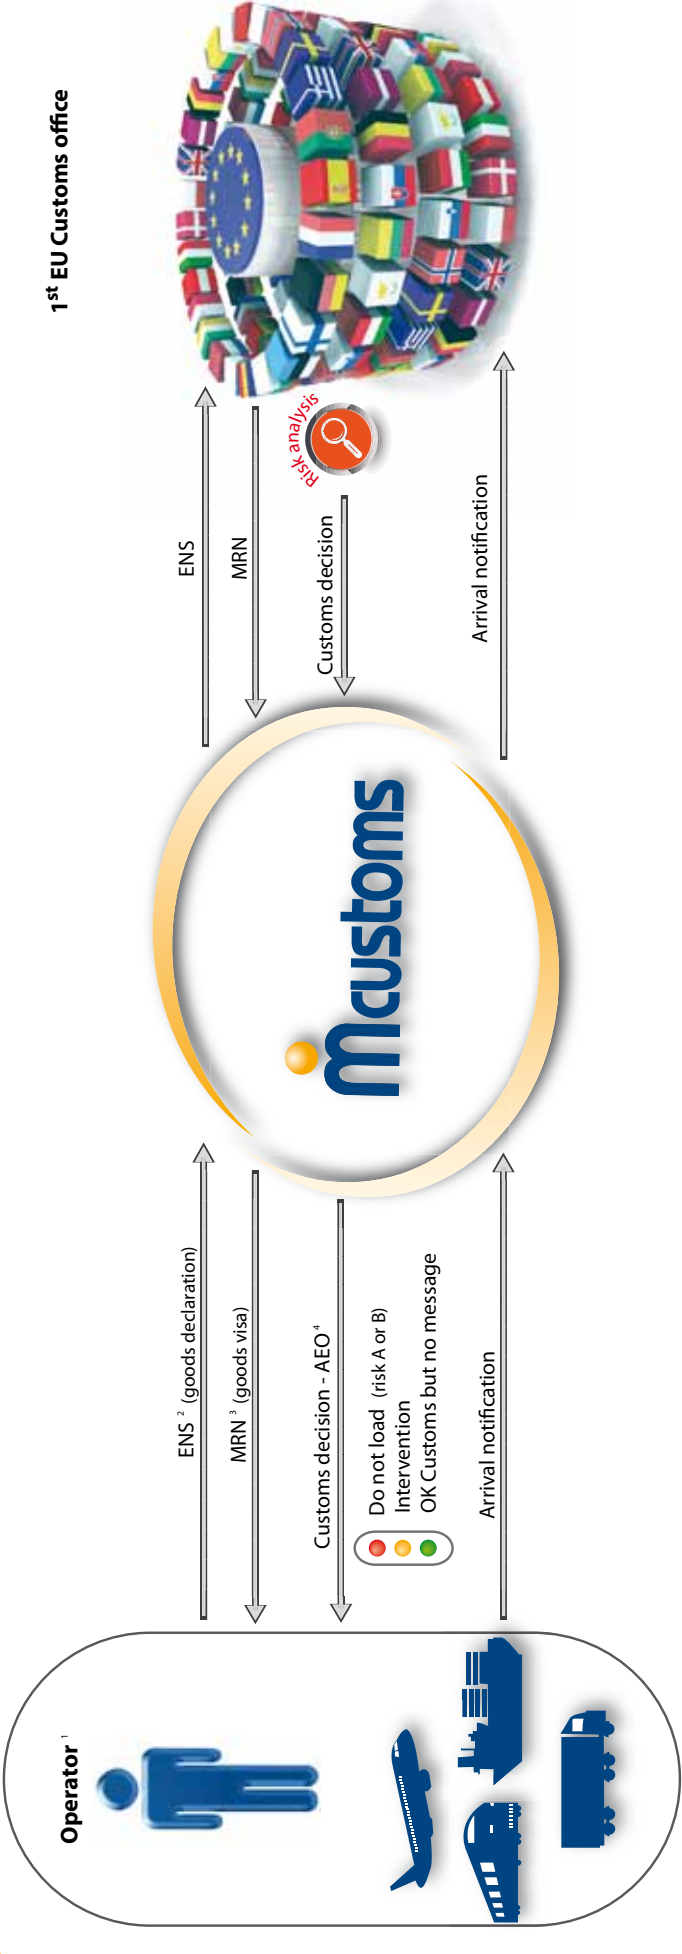 Operator 1
ENS 2 (goods declaration)
MRN 3 (goods visa)
Customs decision - AEO 4
Do not load (risk A or B)
Intervention
OK Customs but no message
Arrival notification
mcustoms
ENS
MRN
Risk analysis
Customs decision
Arrival notification
1st EU Customs office